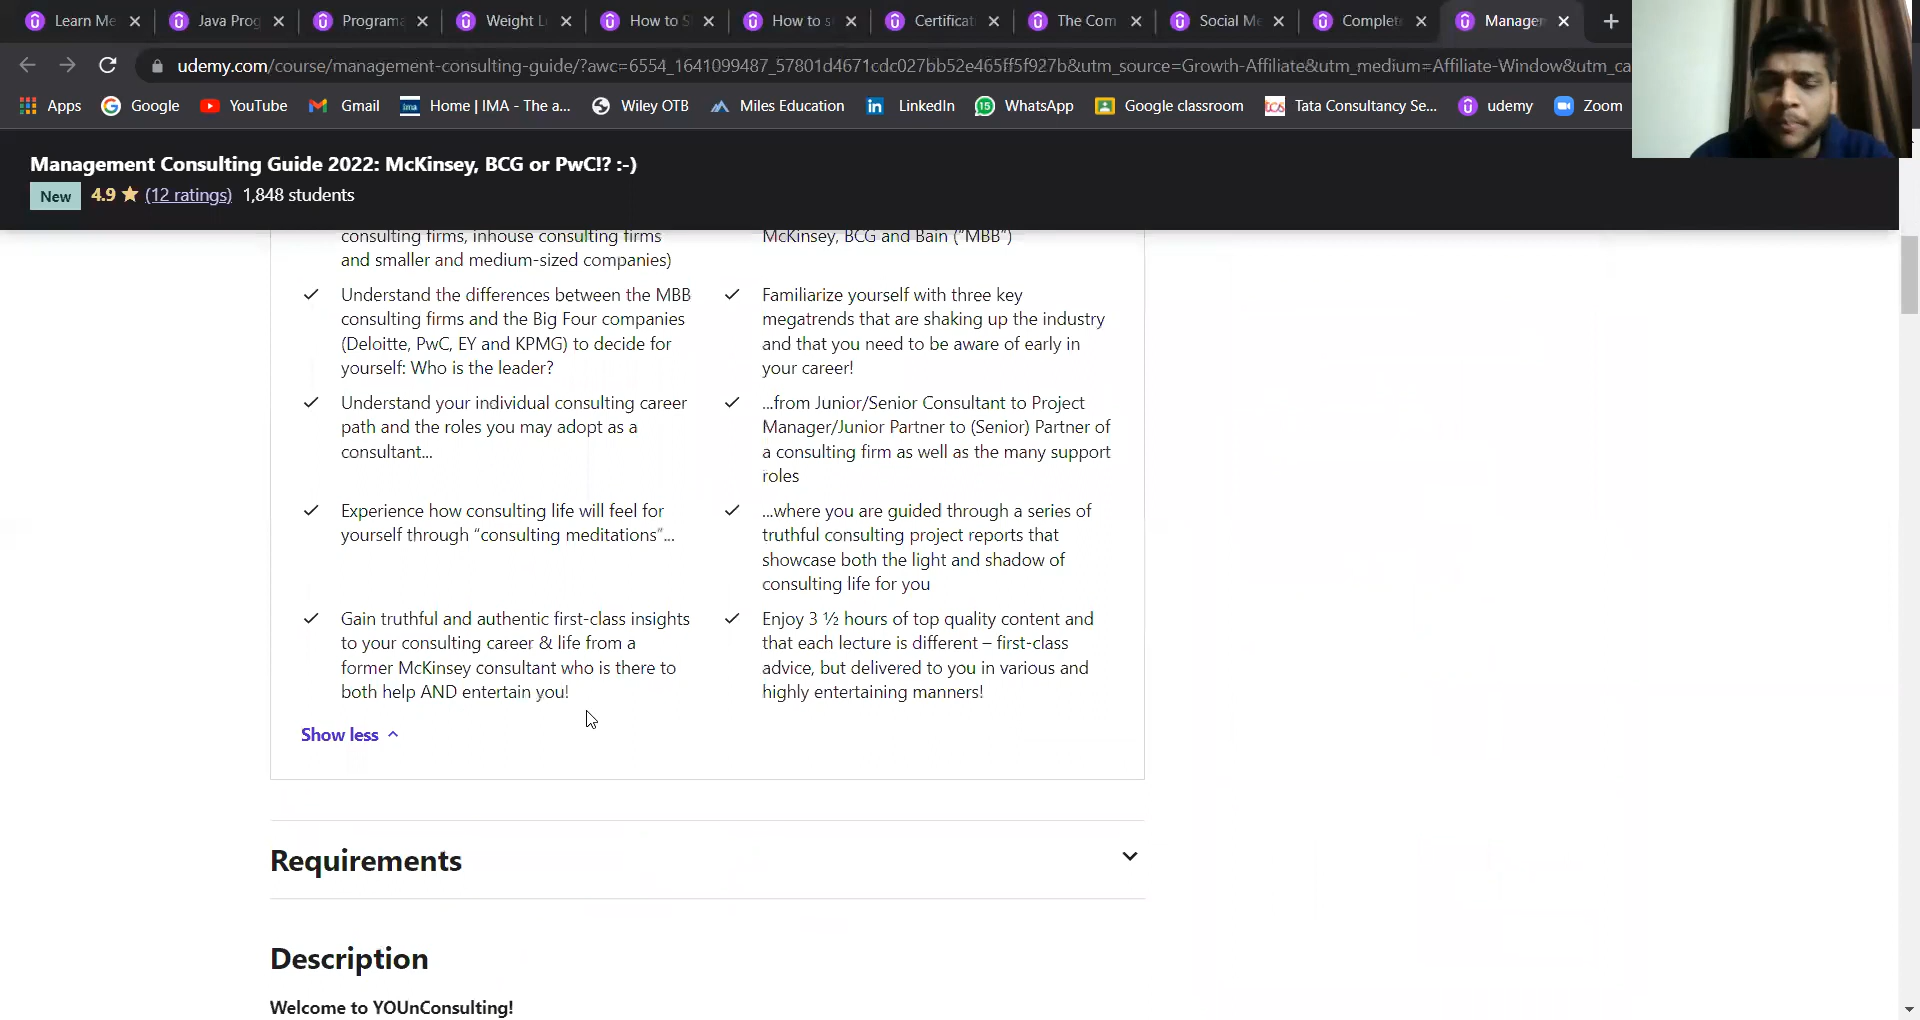 Learn Me
Java Prog
Programa
Weight L
How to S
How to s
Certificat
The Com
Social Me
Complet
Manager
udemy.com/course/management-consulting-guide/?awc=6554_1641099487_57801d4671cdc027bb52e465ff5f927b&utm_source=Growth-Affiliate&utm_medium=Affiliate-Window&utm_ca
Apps
Google
YouTube
Gmail
Home | IMA - The a...
Wiley OTB
Miles Education
LinkedIn
WhatsApp
Google classroom
Tata Consultancy Se...
udemy
Zoom
Management Consulting Guide 2022: McKinsey, BCG or PwC!? :-)
New 4.9 ★ (12 ratings) 1,848 students
consulting firms, inhouse consulting firms
and smaller and medium-sized companies)
McKinsey, BCG and Bain ("MBB")
Understand the differences between the MBB
consulting firms and the Big Four companies
(Deloitte, PwC, EY and KPMG) to decide for
yourself: Who is the leader?
Familiarize yourself with three key
megatrends that are shaking up the industry
and that you need to be aware of early in
your career!
Understand your individual consulting career
path and the roles you may adopt as a
consultant...
...from Junior/Senior Consultant to Project
Manager/Junior Partner to (Senior) Partner of
a consulting firm as well as the many support
roles
Experience how consulting life will feel for
yourself through “consulting meditations”...
...where you are guided through a series of
truthful consulting project reports that
showcase both the light and shadow of
consulting life for you
Gain truthful and authentic first-class insights
to your consulting career & life from a
former McKinsey consultant who is there to
both help AND entertain you!
Enjoy 3 ½ hours of top quality content and
that each lecture is different – first-class
advice, but delivered to you in various and
highly entertaining manners!
Show less
Requirements
Description
Welcome to YOUnConsulting!